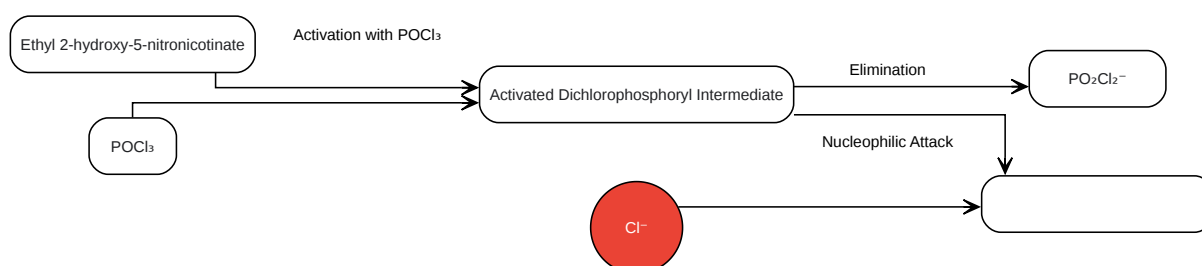 Ethyl 2-hydroxy-5-nitronicotinate
Activation with POCl₃
POCl₃
Activated Dichlorophosphoryl Intermediate
Elimination
PO₂Cl₂⁻
Nucleophilic Attack
Cl⁻